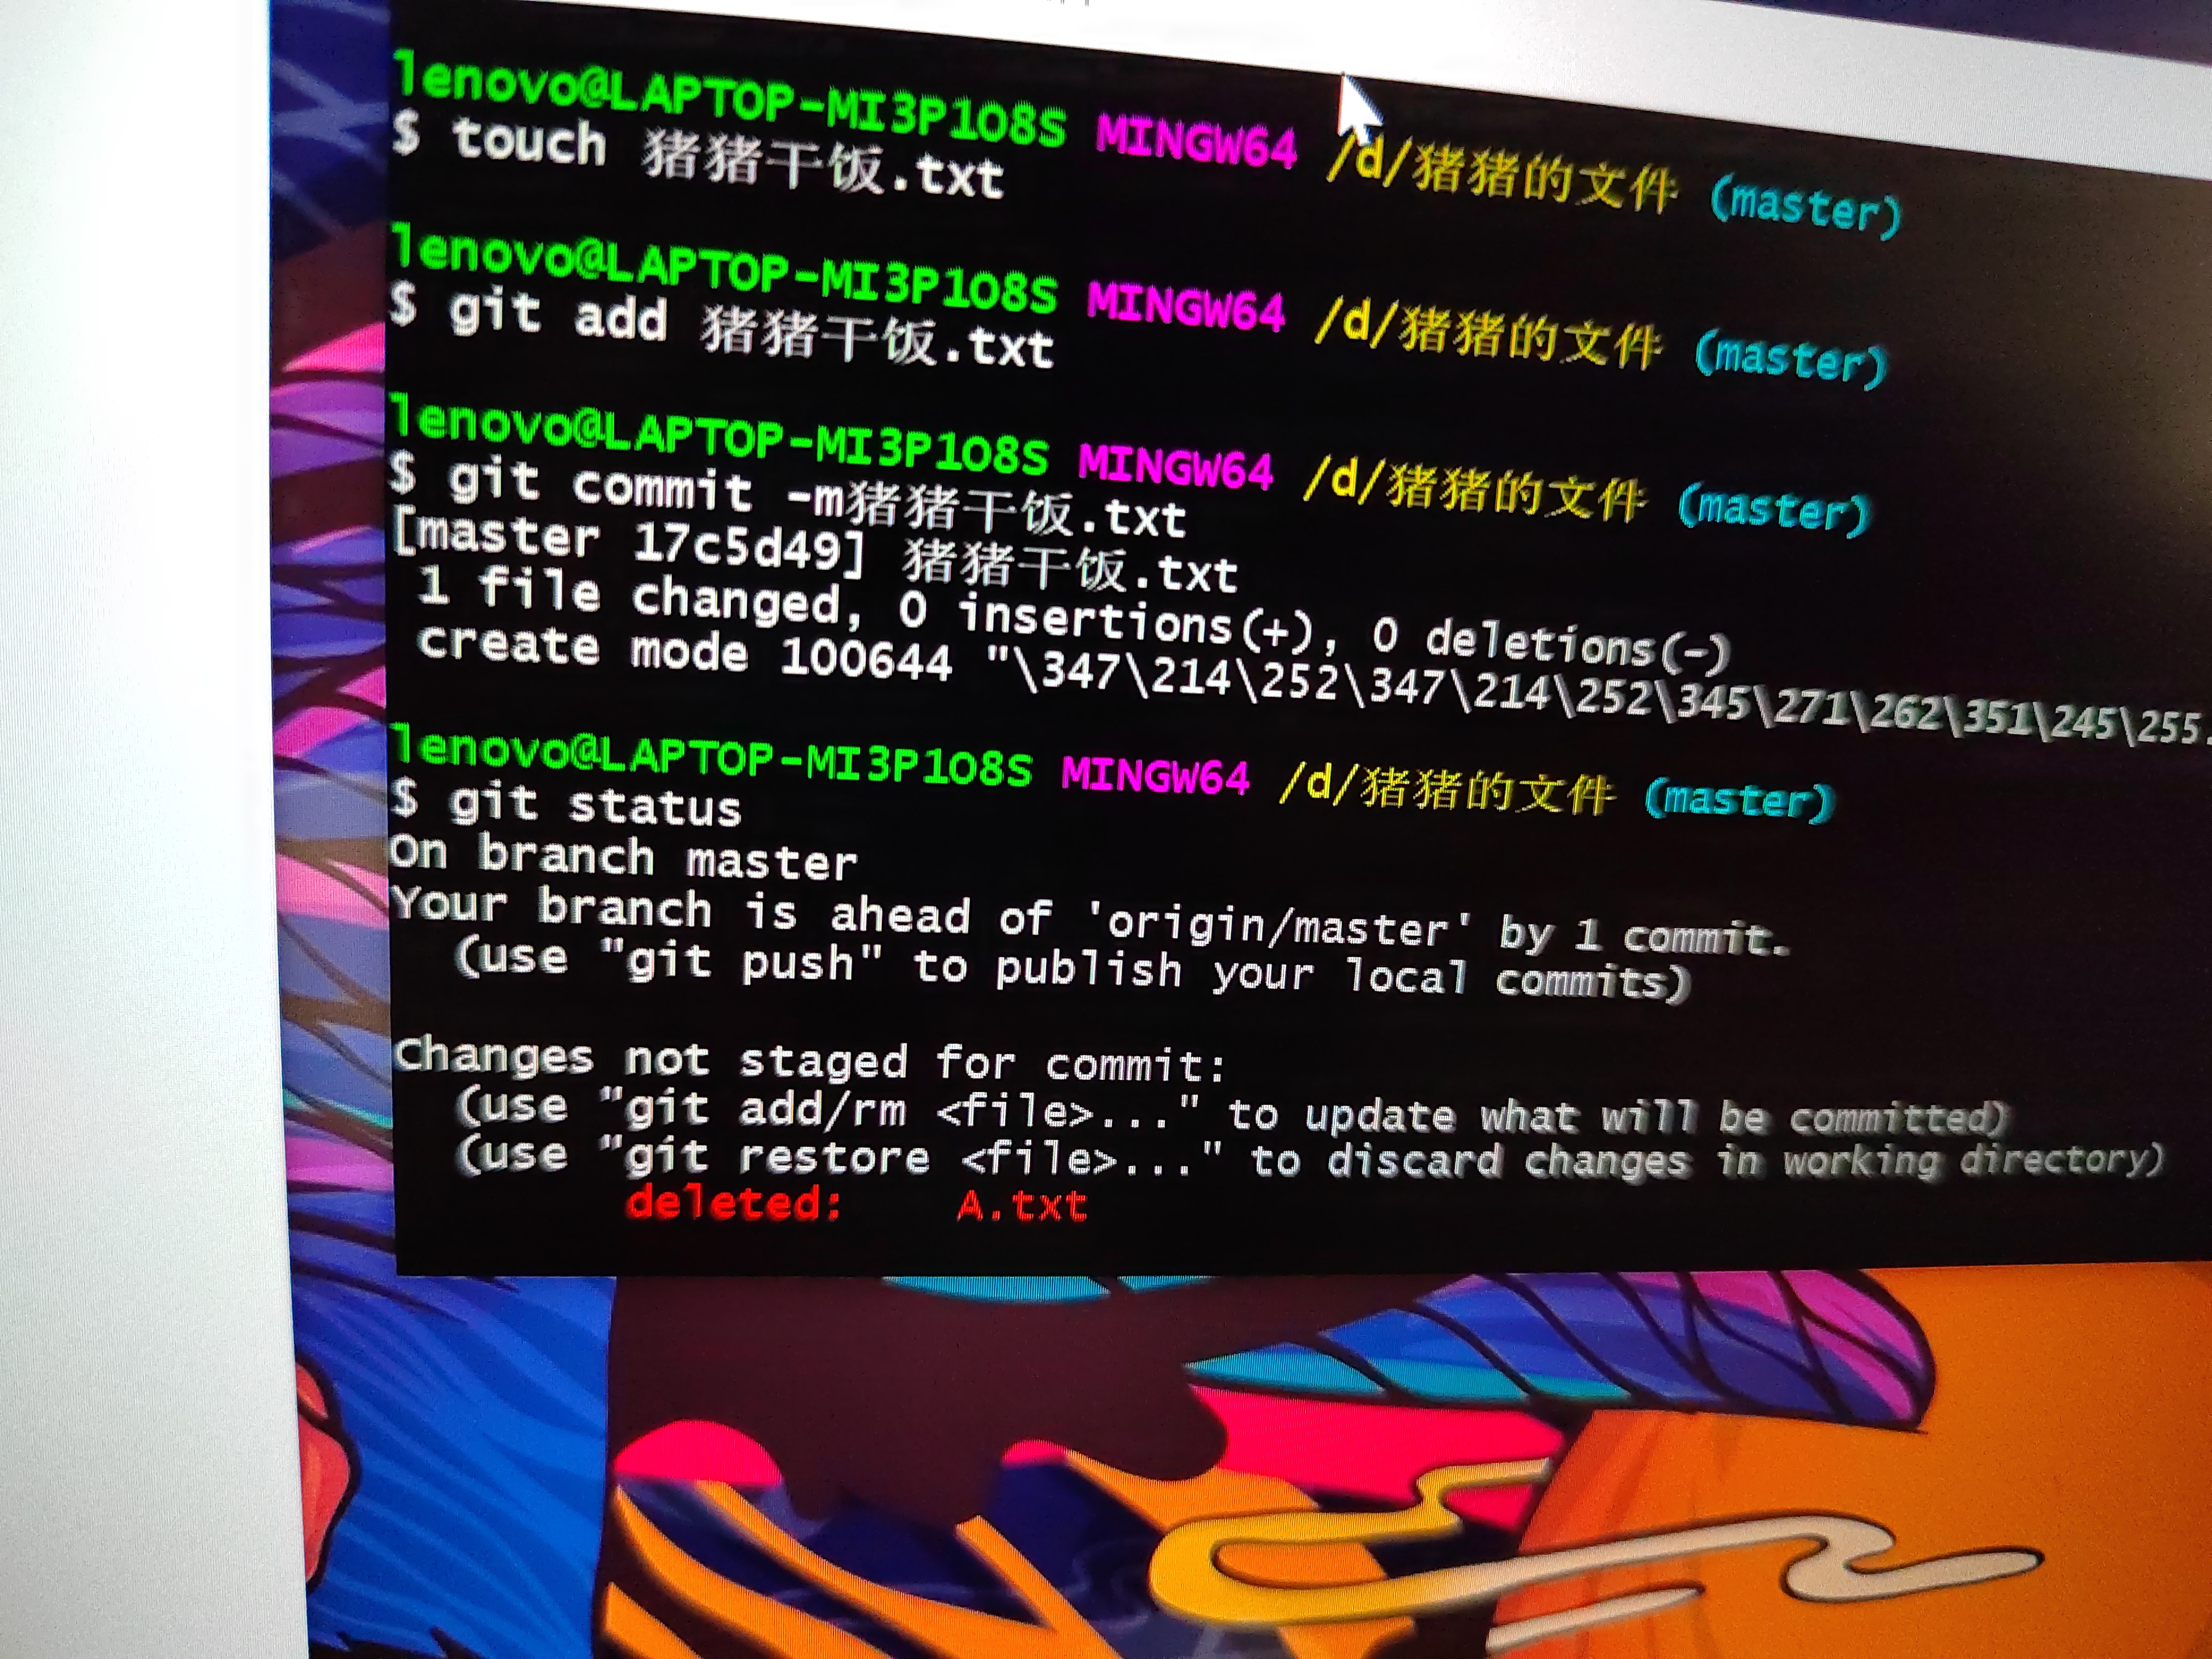 lenovo@LAPTOP-MI3P1O8S MINGW64 /d/猪猪的文件 (master)
$ touch 猪猪干饭.txt
lenovo@LAPTOP-MI3P1O8S MINGW64 /d/猪猪的文件 (master)
$ git add 猪猪干饭.txt
lenovo@LAPTOP-MI3P1O8S MINGW64 /d/猪猪的文件 (master)
$ git commit -m猪猪干饭.txt
[master 17c5d49] 猪猪干饭.txt
1 file changed, 0 insertions(+), 0 deletions(-)
create mode 100644 "\347\214\252\347\214\252\345\271\262\351\245\255.
lenovo@LAPTOP-MI3P1O8S MINGW64 /d/猪猪的文件 (master)
$ git status
On branch master
Your branch is ahead of 'origin/master' by 1 commit.
(use "git push" to publish your local commits)
Changes not staged for commit:
(use "git add/rm <file>..." to update what will be committed)
(use "git restore <file>..." to discard changes in working directory)
deleted: A.txt